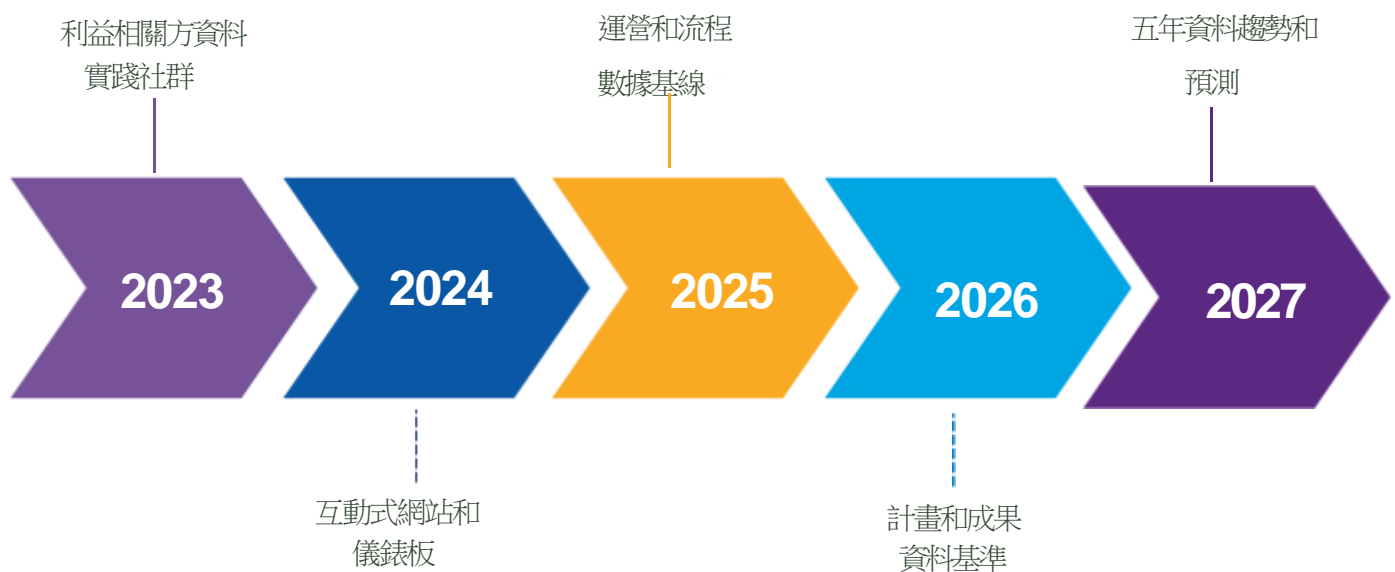 利益相關方資料
實踐社群
運營和流程
數據基線
五年資料趨勢和
預測
2023
2024
2025
2026
2027
互動式網站和
儀錶板
計畫和成果
資料基準